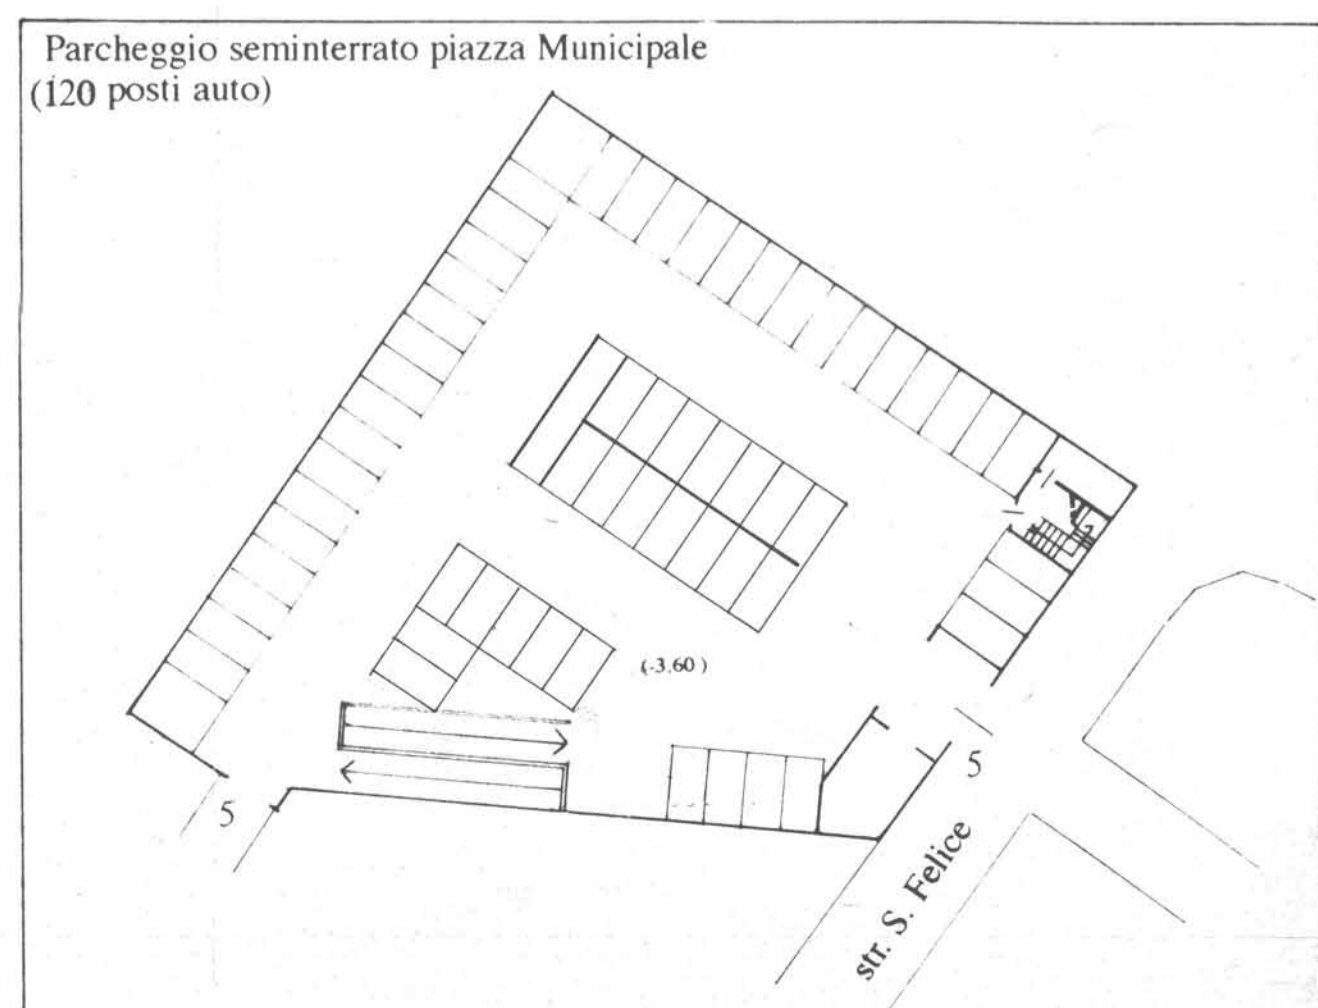 Parcheggio seminterrato piazza Municipale
(120 posti auto)
(-3.60)
5
5
str. S. Felice